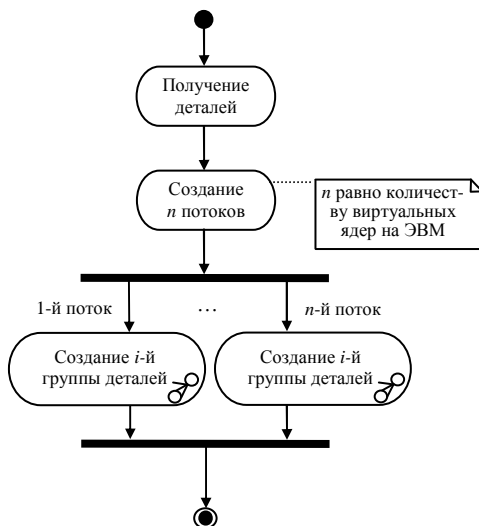 Получение
деталей
Создание
n потоков
n равно количест-
ву виртуальных
ядер на ЭВМ
1-й поток
...
n-й поток
Создание i-й
группы деталей
Создание i-й
группы деталей